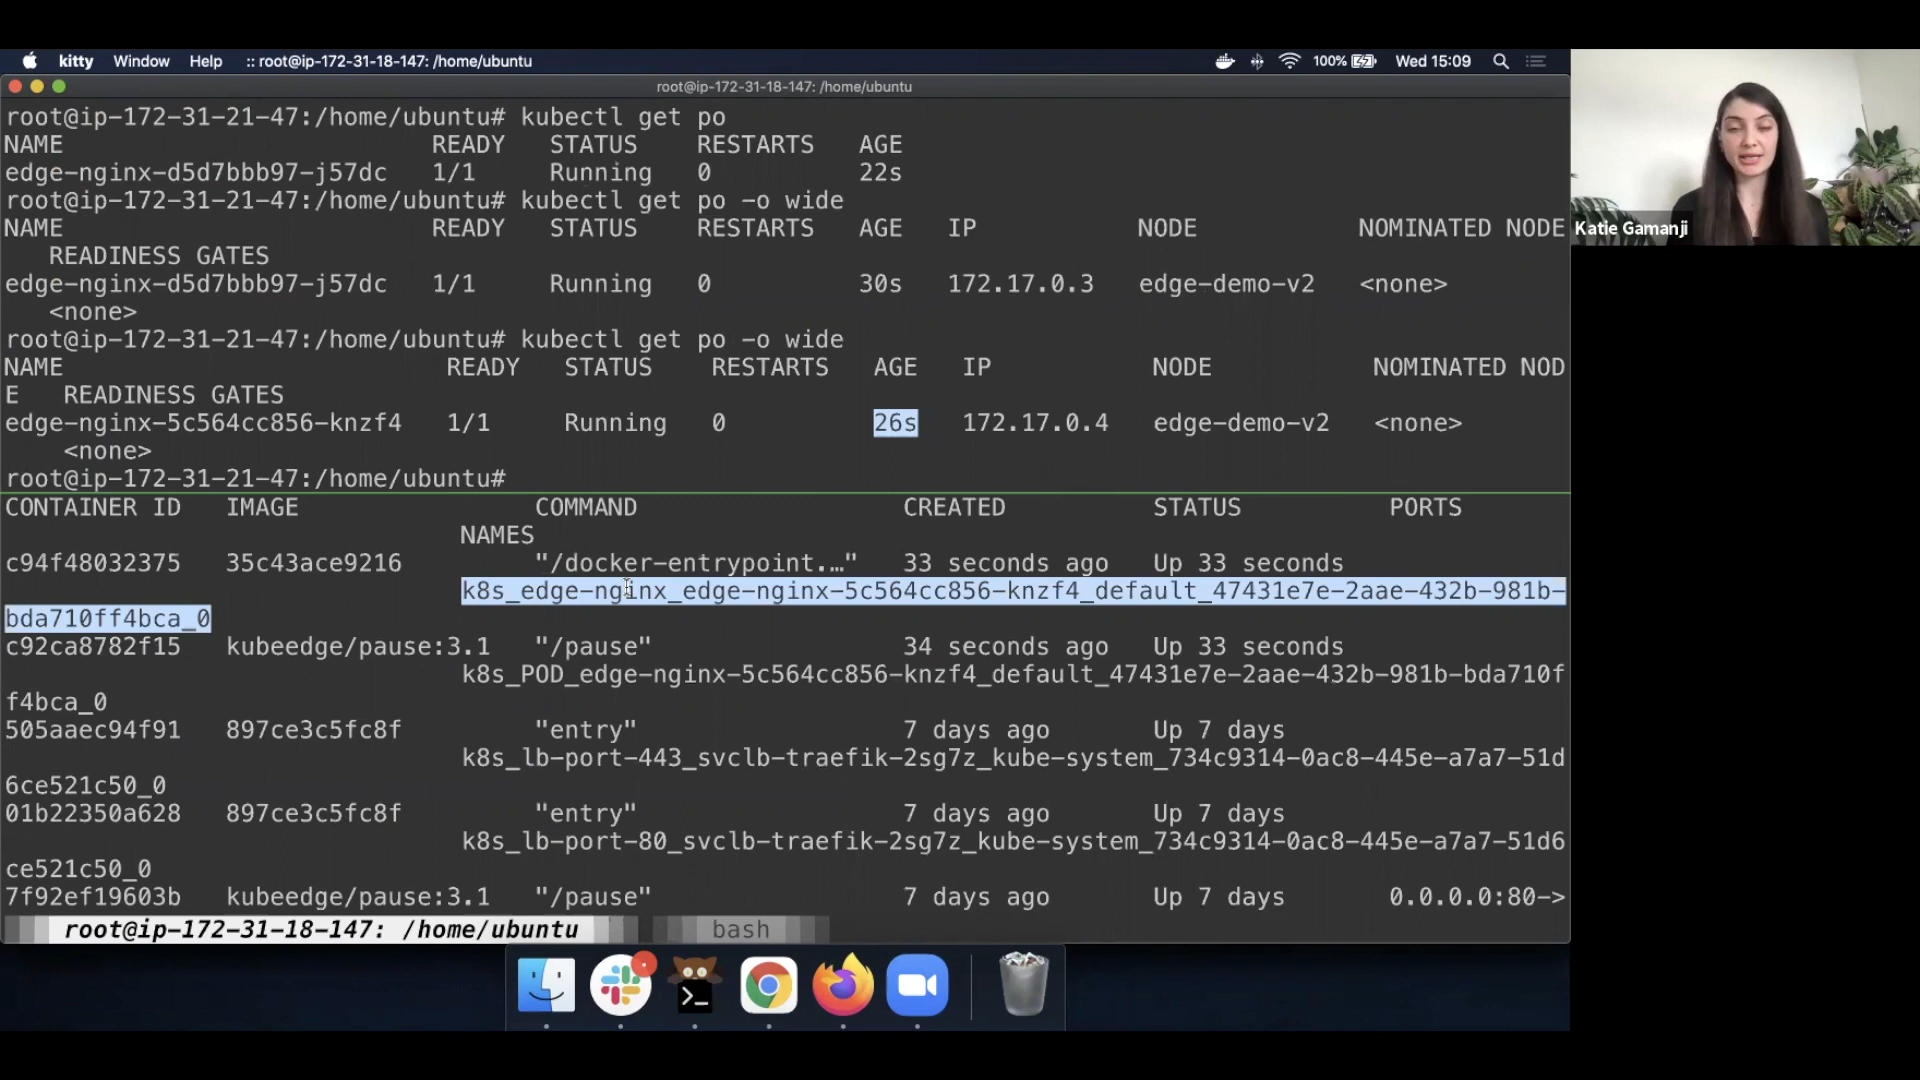 kitty Window Help :: root@ip-172-31-18-147: /home/ubuntu 100% Wed 15:09
root@ip-172-31-18-147: /home/ubuntu
root@ip-172-31-21-47:/home/ubuntu# kubectl get po
NAME READY STATUS RESTARTS AGE
edge-nginx-d5d7bbb97-j57dc 1/1 Running 0 22s
root@ip-172-31-21-47:/home/ubuntu# kubectl get po -o wide
NAME READY STATUS RESTARTS AGE IP NODE NOMINATED NODE
READINESS GATES
edge-nginx-d5d7bbb97-j57dc 1/1 Running 0 30s 172.17.0.3 edge-demo-v2 <none>
<none>
root@ip-172-31-21-47:/home/ubuntu# kubectl get po -o wide
NAME READY STATUS RESTARTS AGE IP NODE NOMINATED NOD
E READINESS GATES
edge-nginx-5c564cc856-knzf4 1/1 Running 0 26s 172.17.0.4 edge-demo-v2 <none>
<none>
root@ip-172-31-21-47:/home/ubuntu#
CONTAINER ID IMAGE COMMAND CREATED STATUS PORTS
NAMES
c94f48032375 35c43ace9216 "/docker-entrypoint.…" 33 seconds ago Up 33 seconds
k8s_edge-nginx_edge-nginx-5c564cc856-knzf4_default_47431e7e-2aae-432b-981b-
bda710ff4bca_0
c92ca8782f15 kubeedge/pause:3.1 "/pause" 34 seconds ago Up 33 seconds
k8s_POD_edge-nginx-5c564cc856-knzf4_default_47431e7e-2aae-432b-981b-bda710f
f4bca_0
505aaec94f91 897ce3c5fc8f "entry" 7 days ago Up 7 days
k8s_lb-port-443_svclb-traefik-2sg7z_kube-system_734c9314-0ac8-445e-a7a7-51d
6ce521c50_0
01b22350a628 897ce3c5fc8f "entry" 7 days ago Up 7 days
k8s_lb-port-80_svclb-traefik-2sg7z_kube-system_734c9314-0ac8-445e-a7a7-51d6
ce521c50_0
7f92ef19603b kubeedge/pause:3.1 "/pause" 7 days ago Up 7 days 0.0.0.0:80->
root@ip-172-31-18-147: /home/ubuntu bash
Katie Gamanji